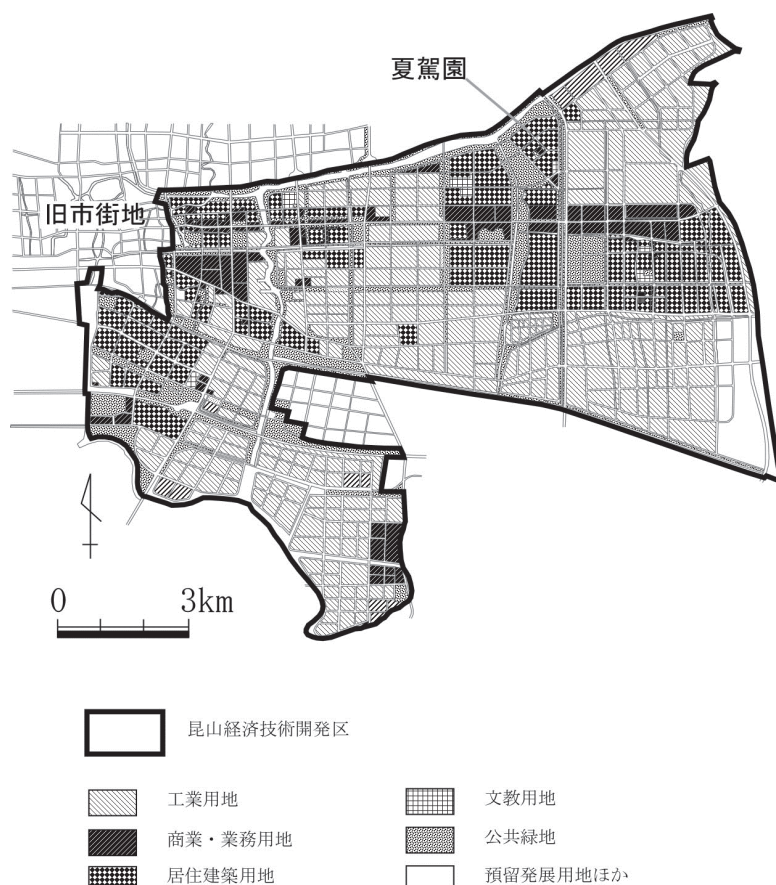 夏駕園
旧市街地
0 3km
昆山経済技術開発区
工業用地
文教用地
商業・業務用地
公共緑地
居住建築用地
預留発展用地ほか